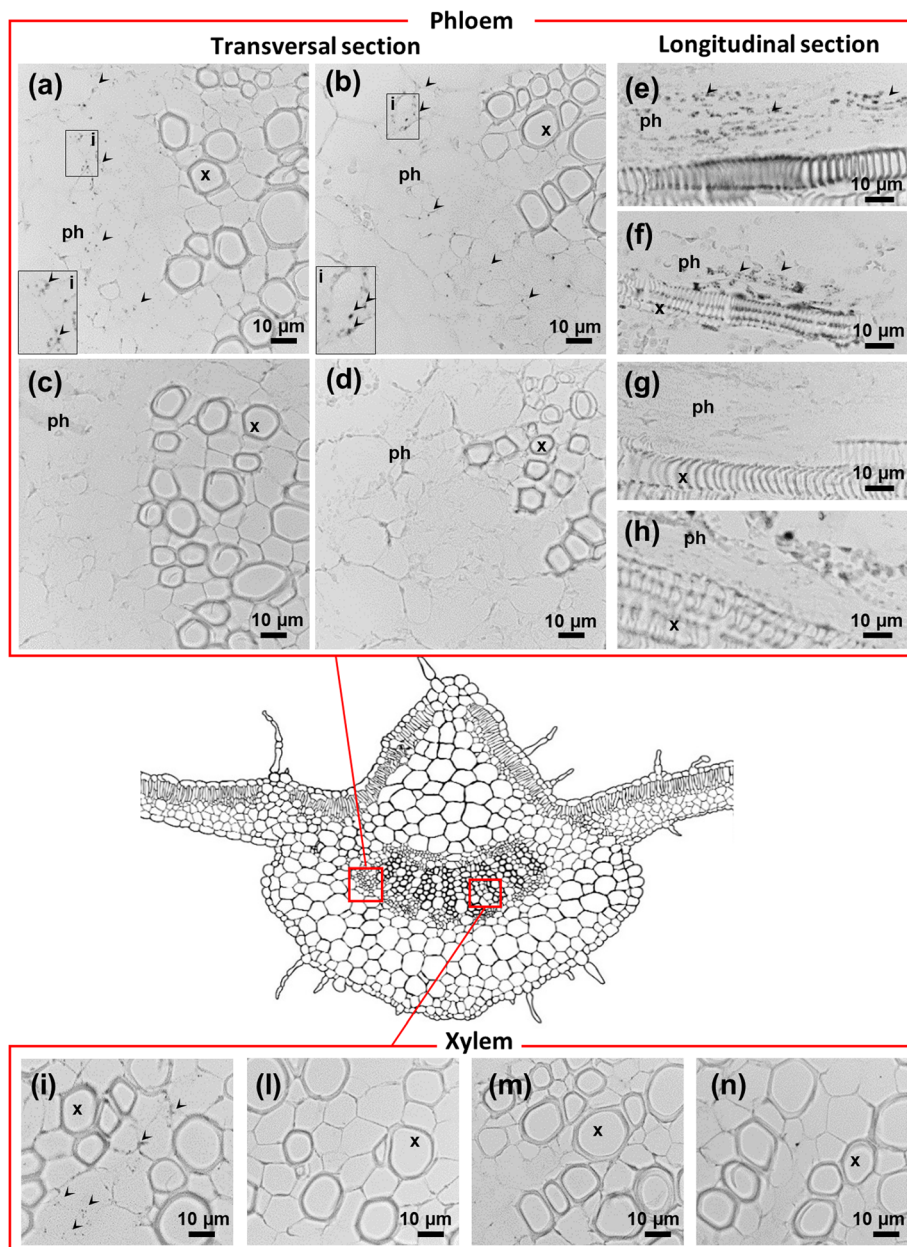 Phloem
Transversal section
Longitudinal section
(a)
i
x
ph
i
10 µm
(b)
i
x
ph
i
10 µm
(e)
ph
10 µm
(f)
ph
x
10 µm
(c)
ph
x
10 µm
(d)
ph
x
10 µm
(g)
ph
x
10 µm
(h)
ph
x
10 µm
Xylem
(i)
x
10 µm
(l)
x
10 µm
(m)
x
10 µm
(n)
x
10 µm